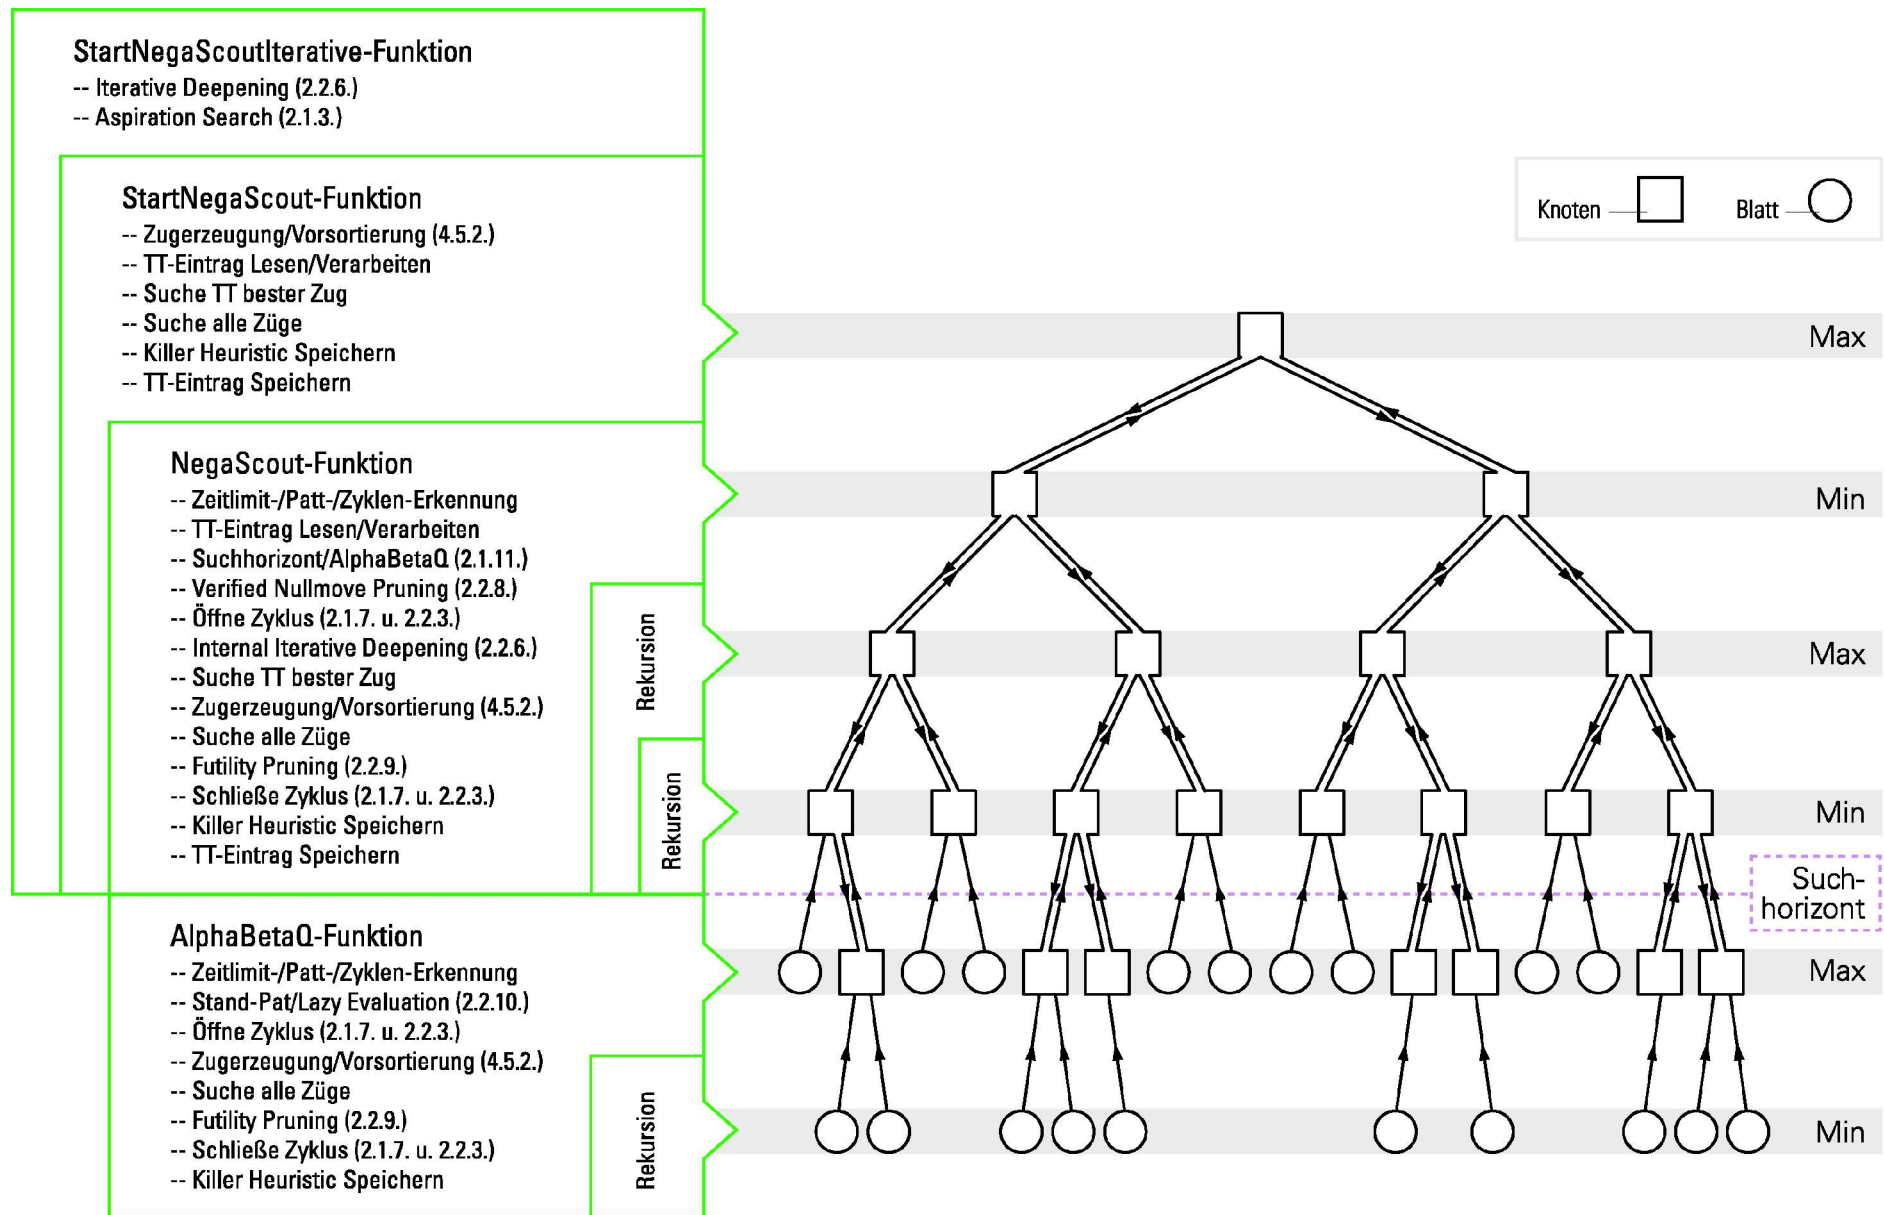 StartNegaScoutIterative-Funktion
-- Iterative Deepening (2.2.6.)
-- Aspiration Search (2.1.3.)
StartNegaScout-Funktion
-- Zugerzeugung/Vorsortierung (4.5.2.)
-- TT-Eintrag Lesen/Verarbeiten
-- Suche TT bester Zug
-- Suche alle Züge
-- Killer Heuristic Speichern
-- TT-Eintrag Speichern
NegaScout-Funktion
-- Zeitlimit-/Patt-/Zyklen-Erkennung
-- TT-Eintrag Lesen/Verarbeiten
-- Suchhorizont/AlphaBetaQ (2.1.11.)
-- Verified Nullmove Pruning (2.2.8.)
-- Öffne Zyklus (2.1.7. u. 2.2.3.)
-- Internal Iterative Deepening (2.2.6.)
-- Suche TT bester Zug
-- Zugerzeugung/Vorsortierung (4.5.2.)
-- Suche alle Züge
-- Futility Pruning (2.2.9.)
-- Schließe Zyklus (2.1.7. u. 2.2.3.)
-- Killer Heuristic Speichern
-- TT-Eintrag Speichern
Rekursion
Rekursion
AlphaBetaQ-Funktion
-- Zeitlimit-/Patt-/Zyklen-Erkennung
-- Stand-Pat/Lazy Evaluation (2.2.10.)
-- Öffne Zyklus (2.1.7. u. 2.2.3.)
-- Zugerzeugung/Vorsortierung (4.5.2.)
-- Suche alle Züge
-- Futility Pruning (2.2.9.)
-- Schließe Zyklus (2.1.7. u. 2.2.3.)
-- Killer Heuristic Speichern
Rekursion
Knoten
Blatt
Max
Min
Max
Min
Such-
horizont
Max
Min